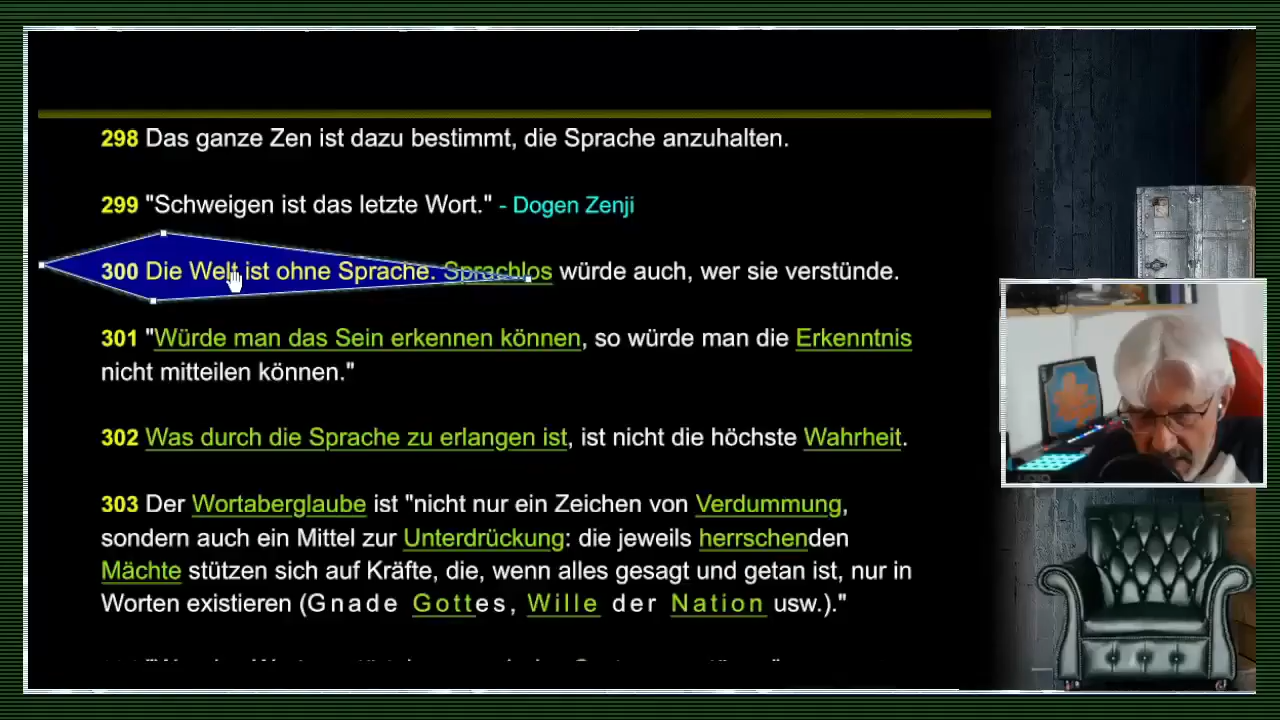 298 Das ganze Zen ist dazu bestimmt, die Sprache anzuhalten.
299 "Schweigen ist das letzte Wort." - Dogen Zenji
300 Die Welt ist ohne Sprache. Sprachlos würde auch, wer sie verstünde.
301 "Würde man das Sein erkennen können, so würde man die Erkenntnis
nicht mitteilen können."
302 Was durch die Sprache zu erlangen ist, ist nicht die höchste Wahrheit.
303 Der Wortaberglaube ist "nicht nur ein Zeichen von Verdummung,
sondern auch ein Mittel zur Unterdrückung: die jeweils herrschenden
Mächte stützen sich auf Kräfte, die, wenn alles gesagt und getan ist, nur in
Worten existieren (Gnade Gottes, Wille der Nation usw.)."